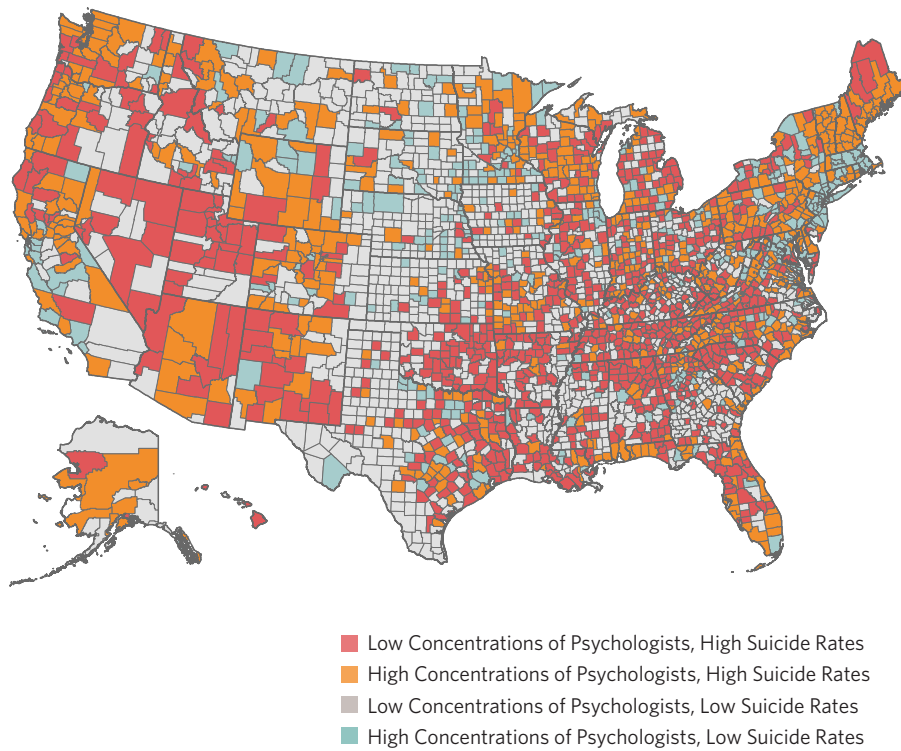 Low Concentrations of Psychologists, High Suicide Rates
High Concentrations of Psychologists, High Suicide Rates
Low Concentrations of Psychologists, Low Suicide Rates
High Concentrations of Psychologists, Low Suicide Rates